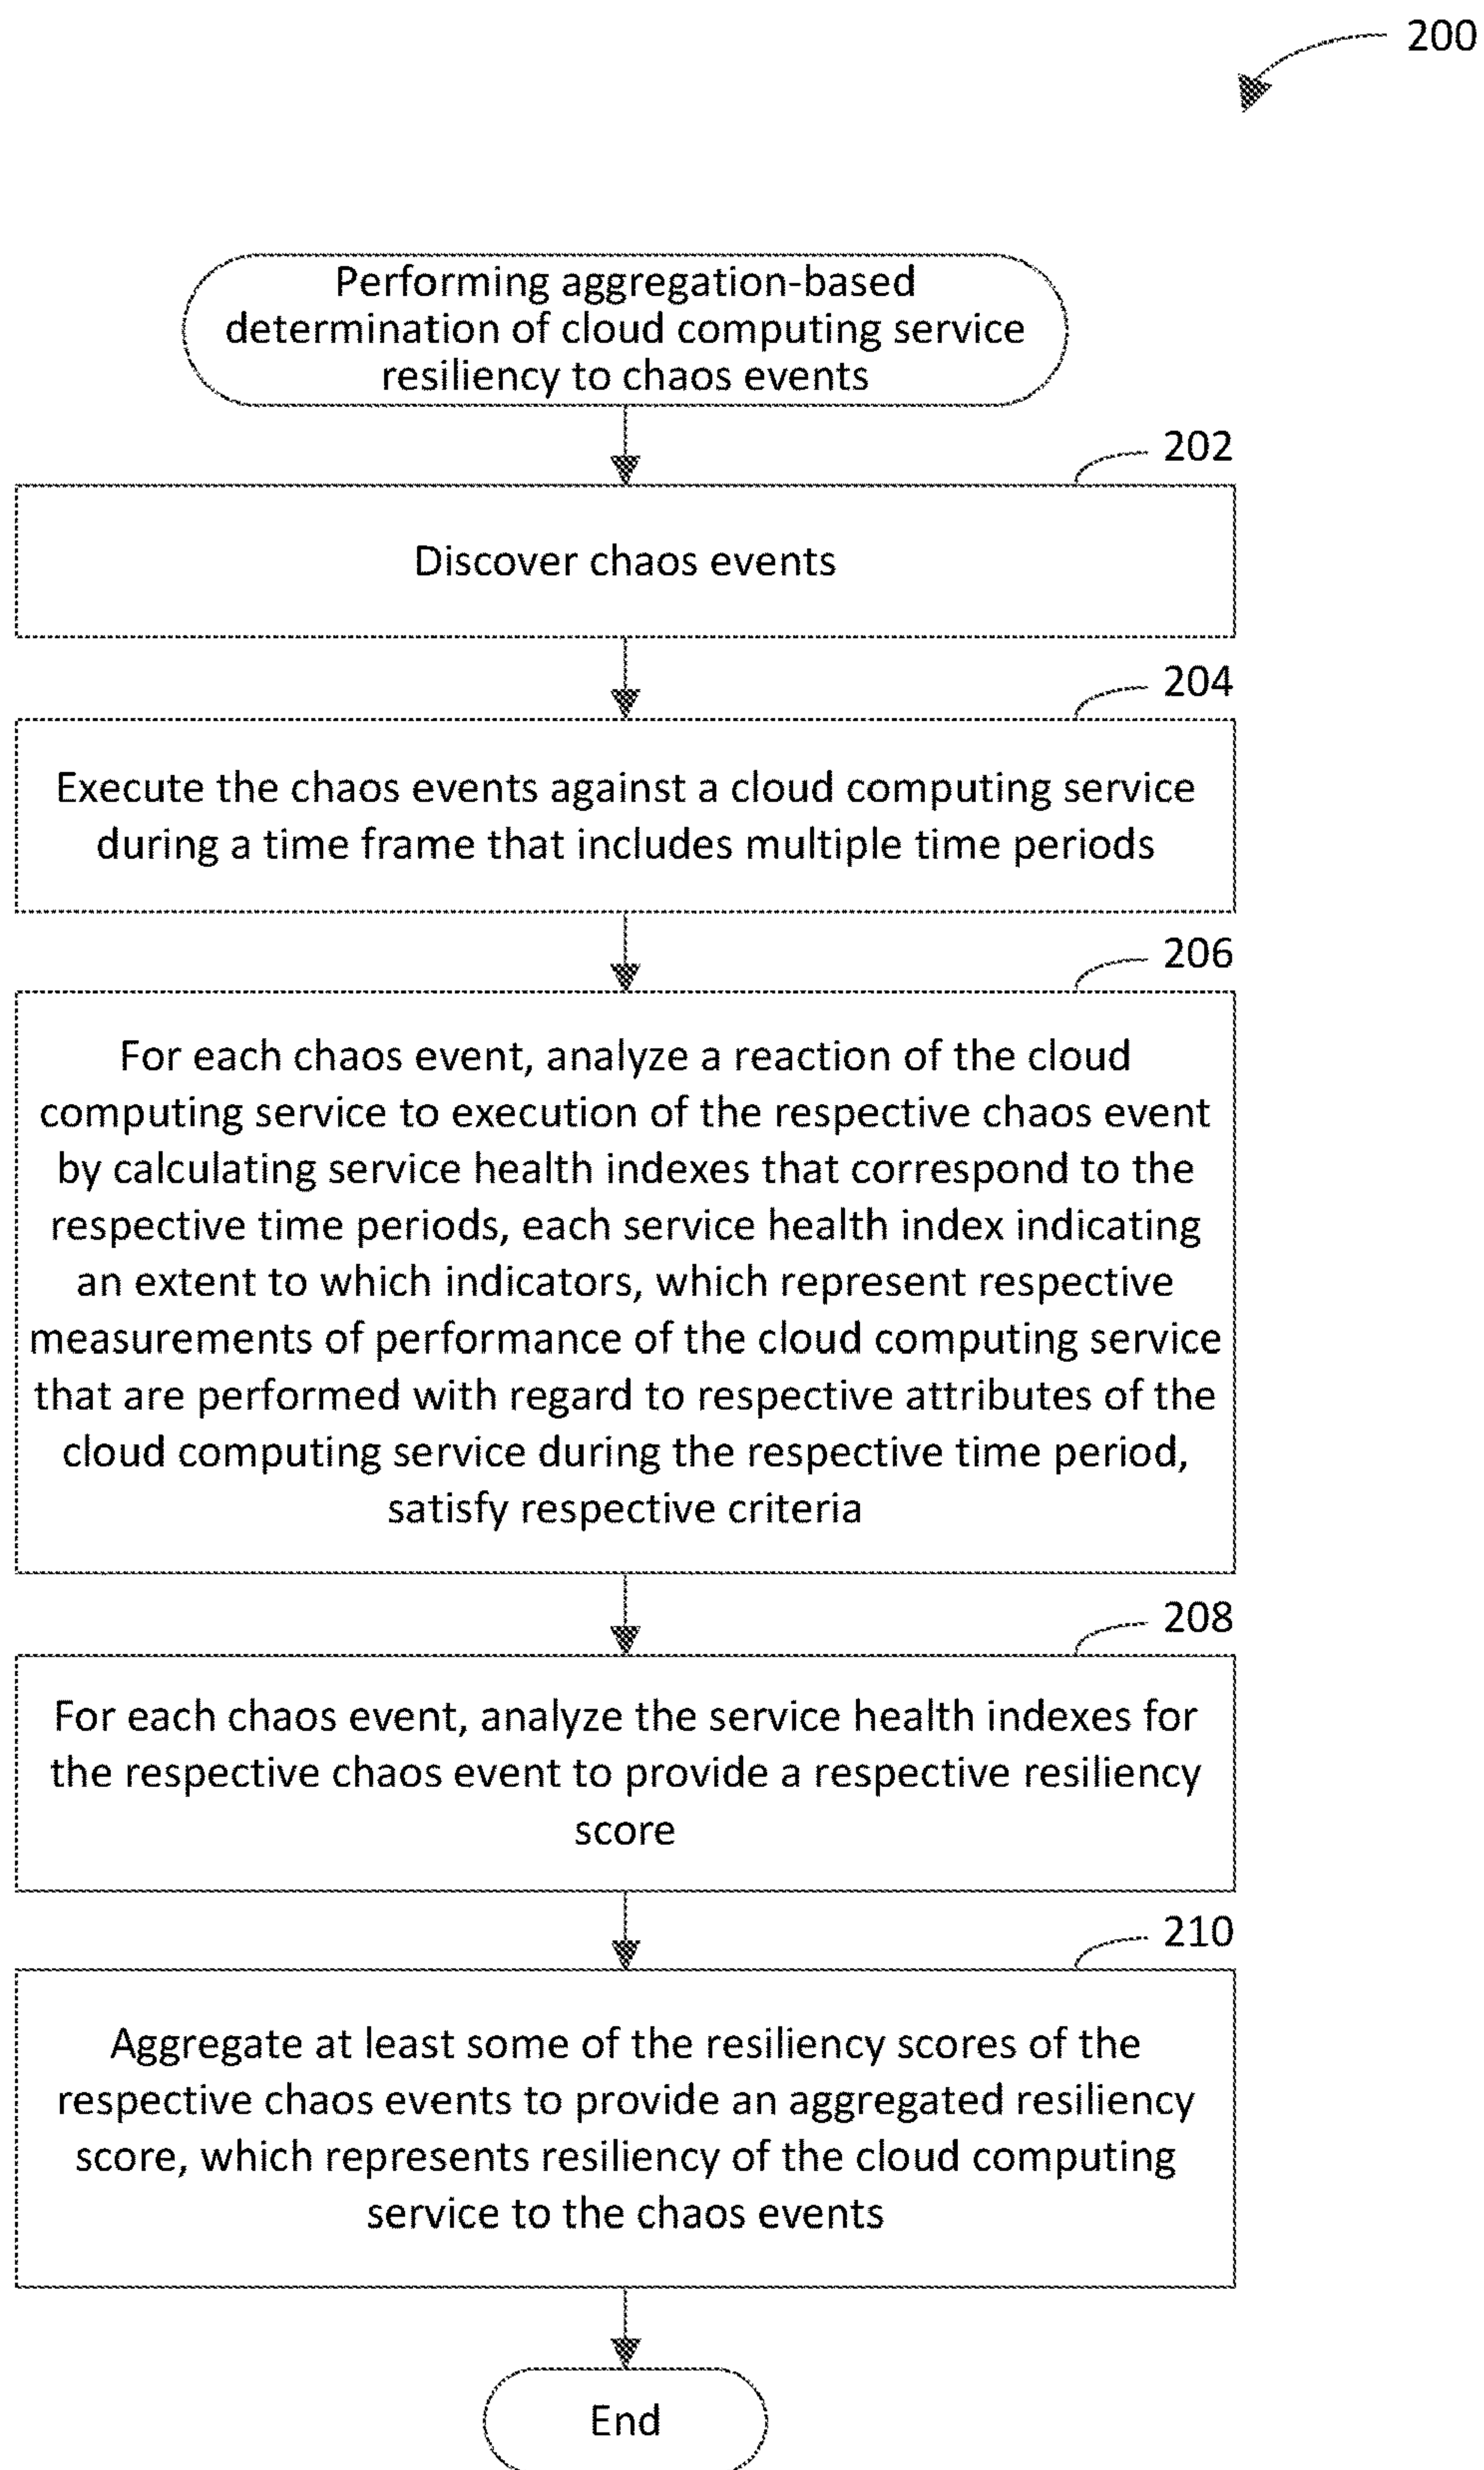 200
Performing aggregation-based
determination of cloud computing service
resiliency to chaos events
202
Discover chaos events
204
Execute the chaos events against a cloud computing service
during a time frame that includes multiple time periods
206
For each chaos event, analyze a reaction of the cloud
computing service to execution of the respective chaos event
by calculating service health indexes that correspond to the
respective time periods, each service health index indicating
an extent to which indicators, which represent respective
measurements of performance of the cloud computing service
that are performed with regard to respective attributes of the
cloud computing service during the respective time period,
satisfy respective criteria
208
For each chaos event, analyze the service health indexes for
the respective chaos event to provide a respective resiliency
score
210
Aggregate at least some of the resiliency scores of the
respective chaos events to provide an aggregated resiliency
score, which represents resiliency of the cloud computing
service to the chaos events
End